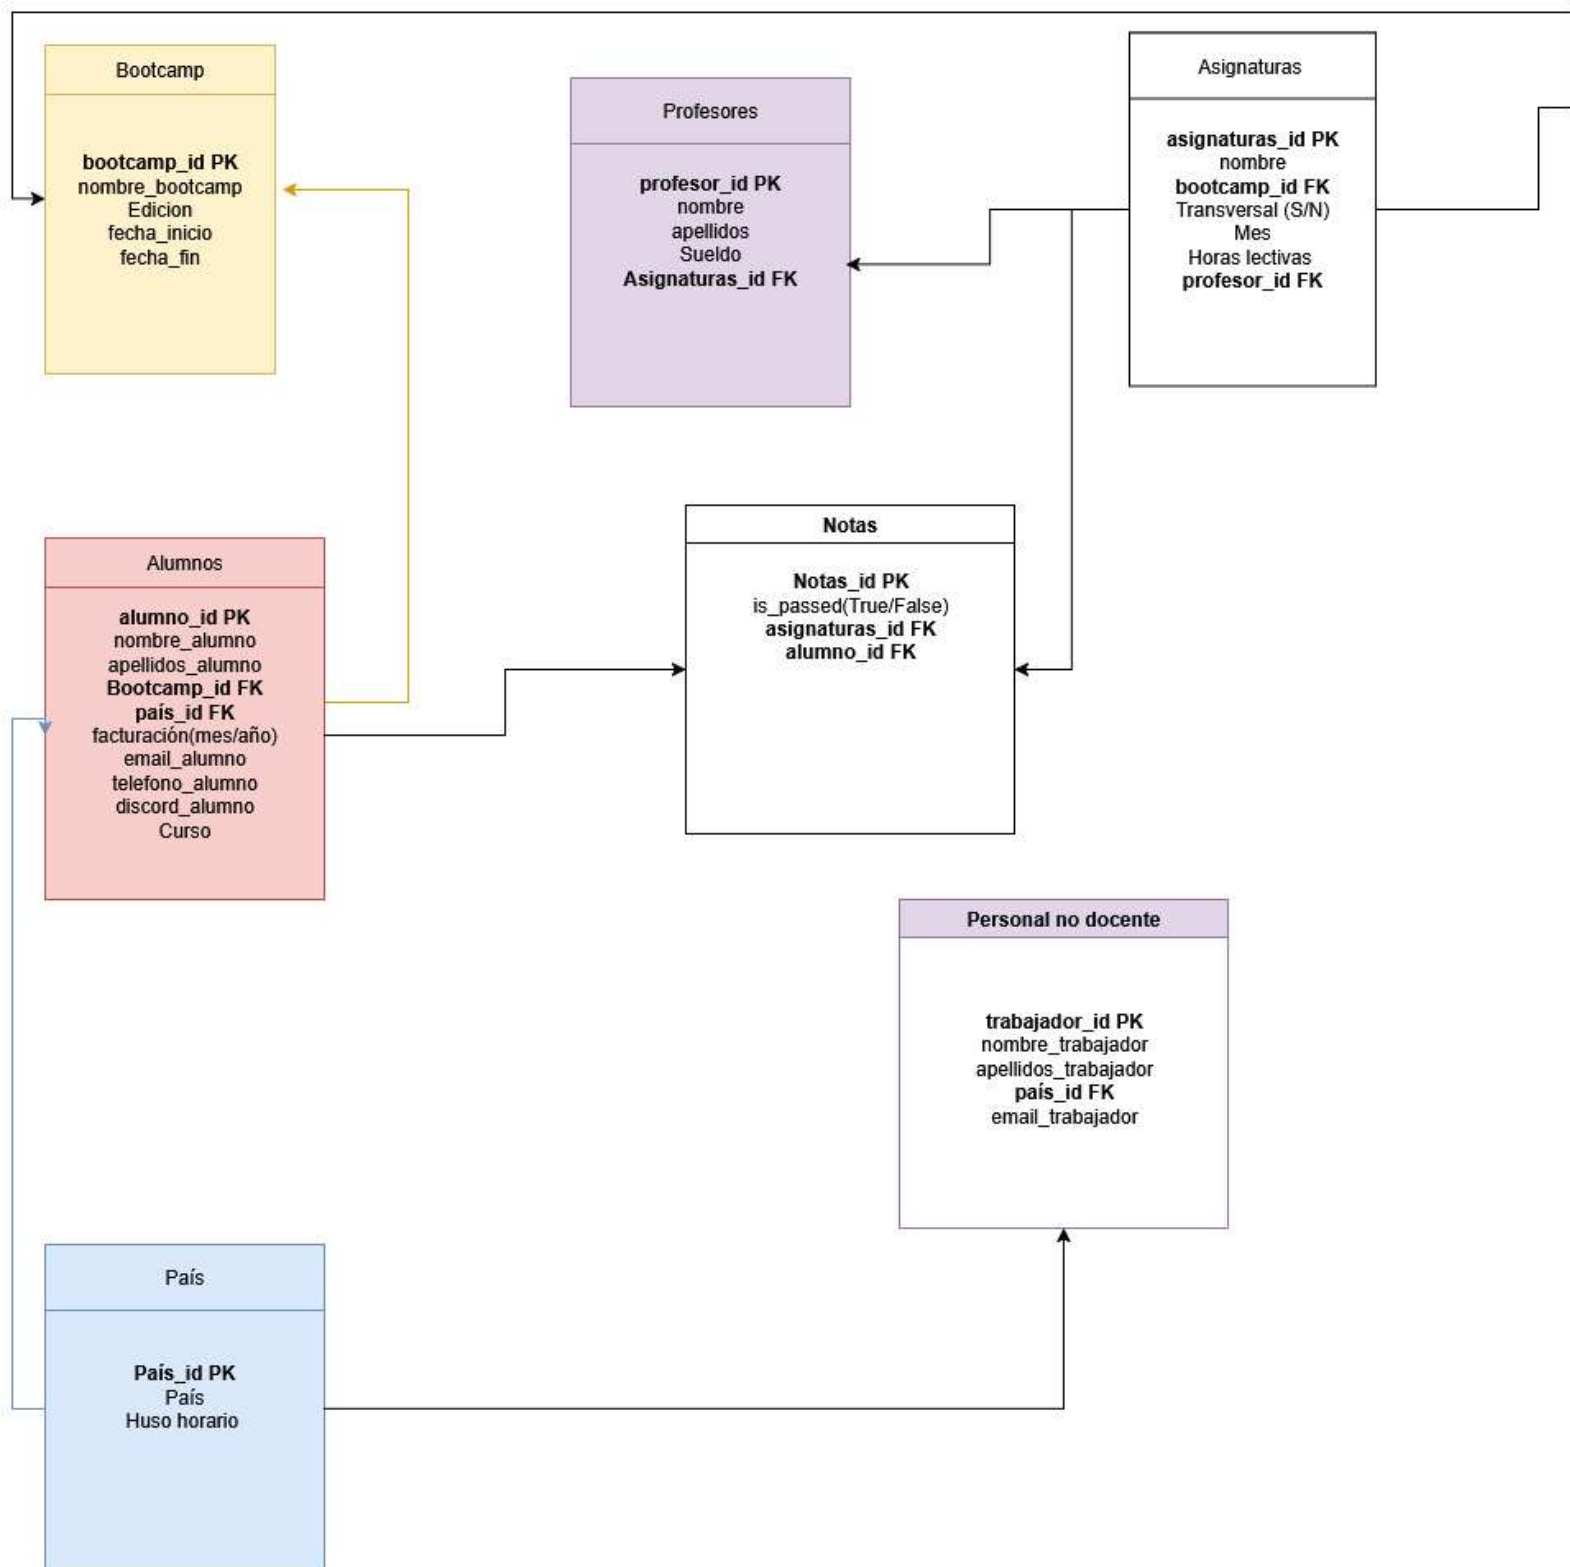 Bootcamp
bootcamp_id PK
nombre_bootcamp
Edicion
fecha_inicio
fecha_fin
Profesores
profesor_id PK
nombre
apellidos
Sueldo
Asignaturas_id FK
Asignaturas
asignaturas_id PK
nombre
bootcamp_id FK
Transversal (S/N)
Mes
Horas lectivas
profesor_id FK
Alumnos
alumno_id PK
nombre_alumno
apellidos_alumno
Bootcamp_id FK
país_id FK
facturación(mes/año)
email_alumno
telefono_alumno
discord_alumno
Curso
Notas
Notas_id PK
is_passed(True/False)
asignaturas_id FK
alumno_id FK
Personal no docente
trabajador_id PK
nombre_trabajador
apellidos_trabajador
país_id FK
email_trabajador
País
País_id PK
País
Huso horario